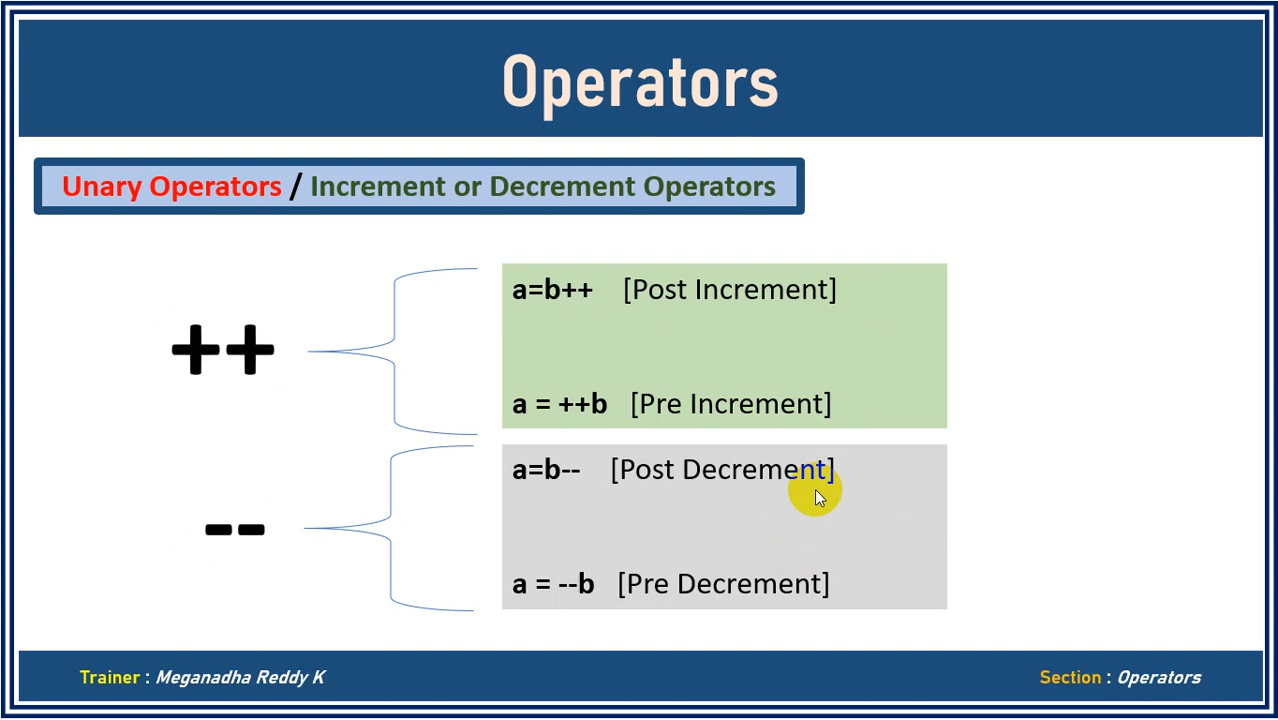 Operators
Unary Operators / Increment or Decrement Operators
++
a=b++ [Post Increment]
a = ++b [Pre Increment]
--
a=b-- [Post Decrement]
a = --b [Pre Decrement]
Trainer : Meganadha Reddy K
Section : Operators